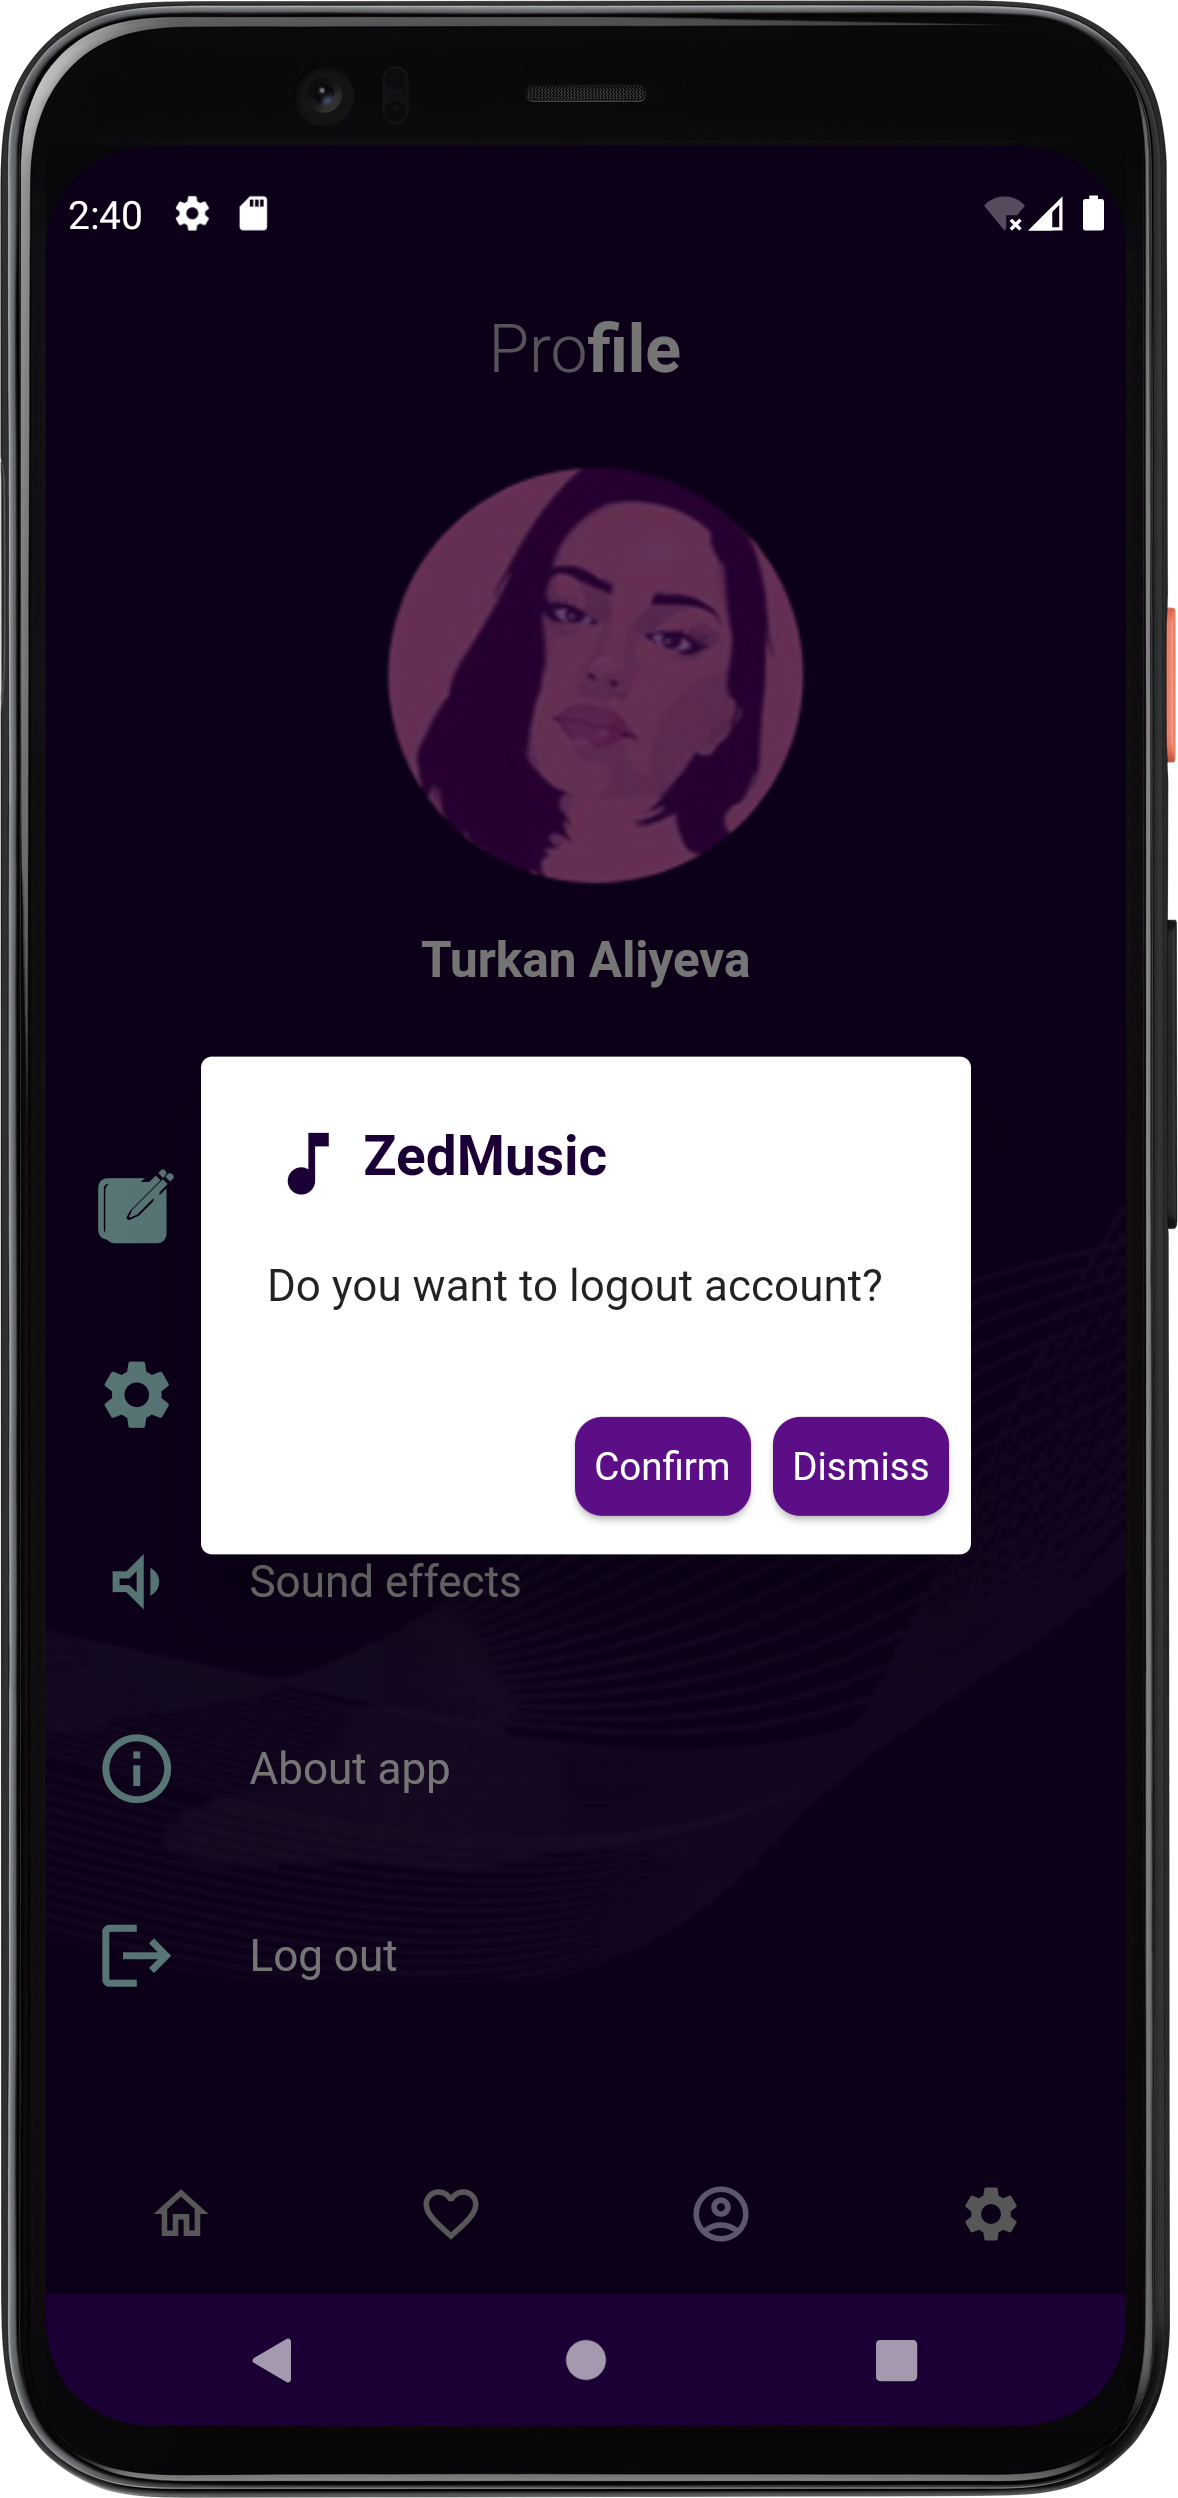 2:40
Profile
Turkan Aliyeva
ZedMusic
Do you want to logout account?
Confirm Dismiss
Sound effects
About app
Log out